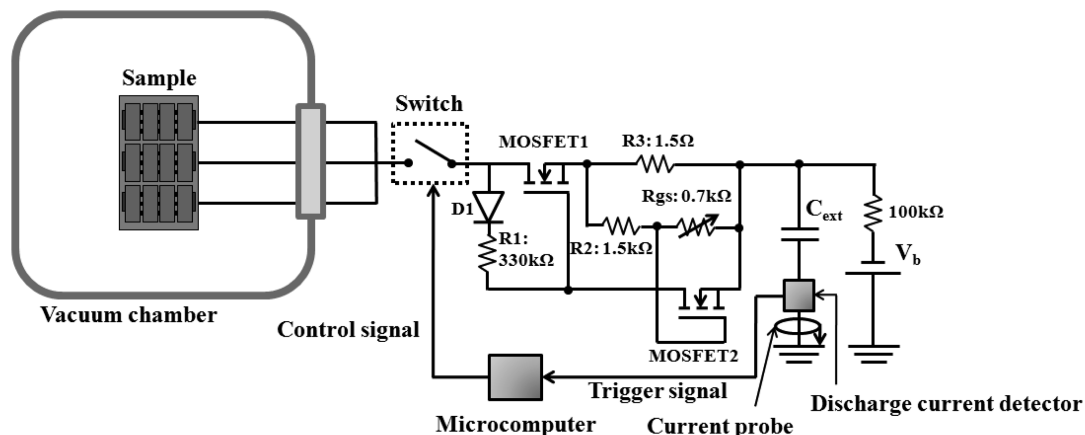 Sample
Switch
MOSFET1
R3: 1.5Ω
Rgs: 0.7kΩ
D1
R1:
330kΩ
R2: 1.5kΩ
Cext
100kΩ
Vb
Vacuum chamber
Control signal
MOSFET2
Trigger signal
Microcomputer
Current probe
Discharge current detector